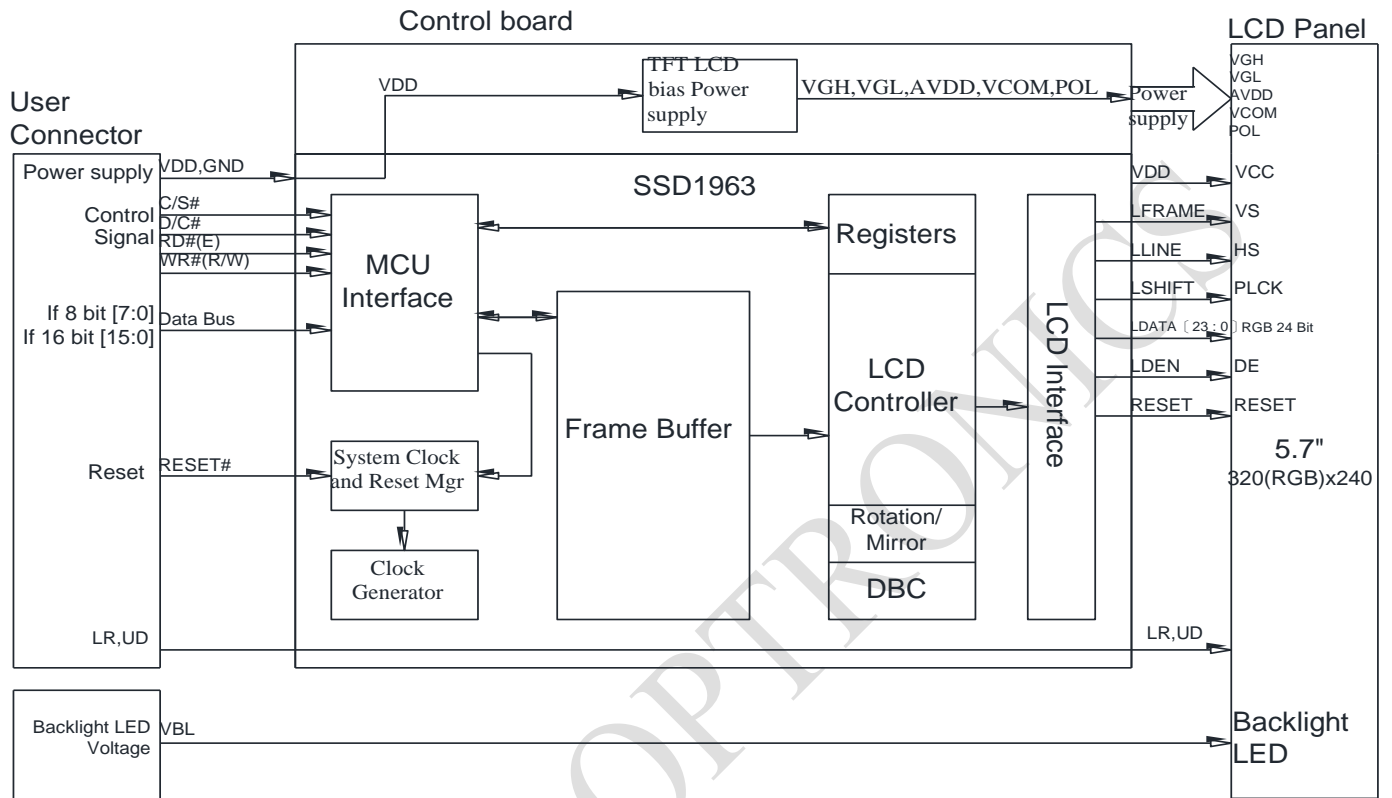 Control board
LCD Panel
User
Connector
VDD
TFT LCD
bias Power
supply
VGH,VGL,AVDD,VCOM,POL
Power
supply
VGH
VGL
AVDD
VCOM
POL
Power supply
VDD,GND
Control
Signal
C/S#
D/C#
RD#(E)
WR#(R/W)
If 8 bit [7:0]
If 16 bit [15:0]
Data Bus
Reset
RESET#
LR,UD
SSD1963
MCU
Interface
System Clock
and Reset Mgr
Clock
Generator
Frame Buffer
Registers
LCD
Controller
Rotation/
Mirror
DBC
LCD Interface
VDD
VCC
LFRAME
VS
LLINE
HS
LSHIFT
PLCK
LDATA〔23:0〕
RGB 24 Bit
LDEN
DE
RESET
RESET
5.7"
320(RGB)x240
LR,UD
Backlight LED
Voltage
VBL
Backlight
LED
OPTRONICS